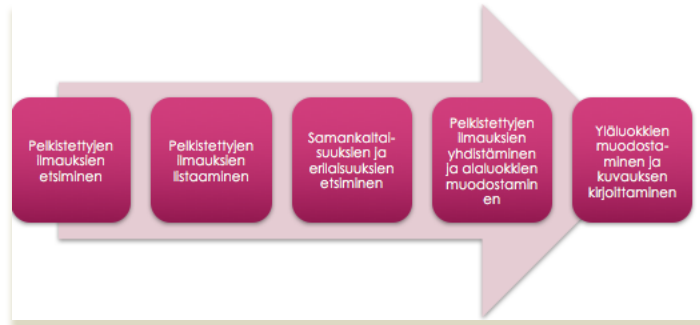 Pelkistettyjen
ilmauksien
etsiminen
Pelkistettyjen
ilmauksien
listaaminen
Samankaltai-
suuksien ja
erilaisuuksien
etsiminen
Pelkistettyjen
ilmauksien
yhdistäminen
ja alaluokkien
muodostamin
en
Yläluokkien
muodosta-
minen ja
kuvauksen
kirjoittaminen